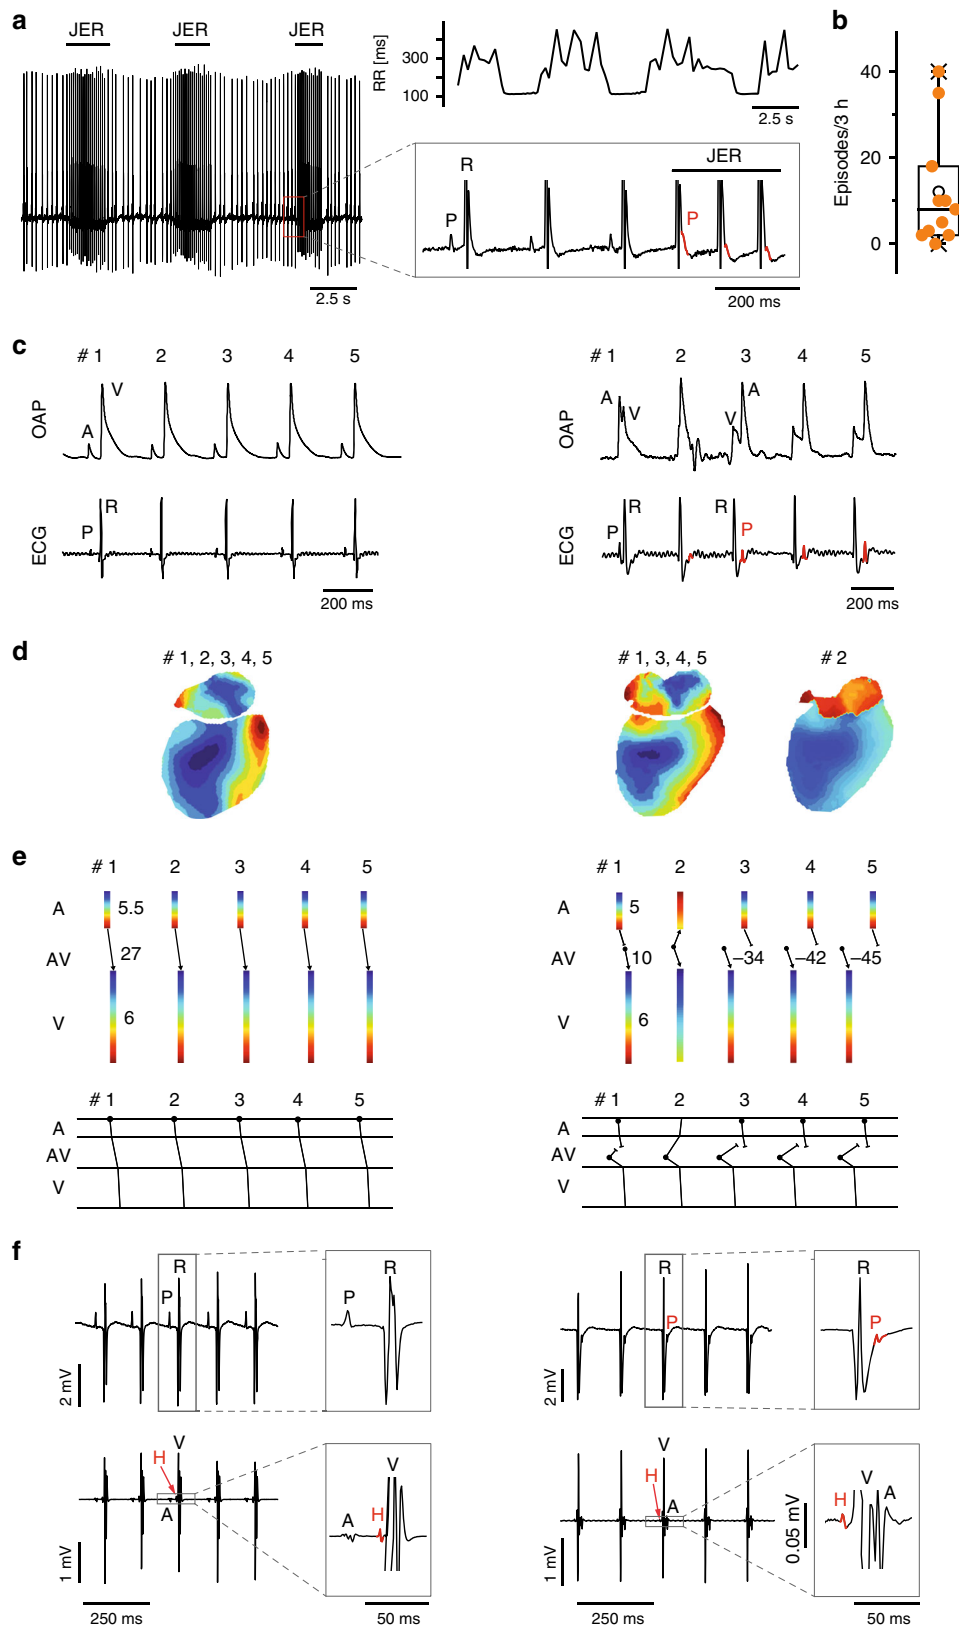 a
JER JER JER
2.5 s
RR [ms]
300
100
2.5 s
R
P
JER
P
200 ms
b
Episodes/3 h
40
20
0
c
# 1 2 3 4 5
OAP
A
V
ECG
P
R
200 ms
# 1 2 3 4 5
OAP
A
V
V
A
ECG
P
R
R
P
200 ms
d
# 1, 2, 3, 4, 5
# 1, 3, 4, 5
# 2
e
# 1 2 3 4 5
A 5.5
AV 27
V 6
# 1 2 3 4 5
A
AV
V
# 1 2 3 4 5
A 5
AV 10 −34 −42 −45
V 6
# 1 2 3 4 5
A
AV
V
f
R
P
P
R
2 mV
V
H
A
V
A
H
1 mV
250 ms
50 ms
R
P
R
P
2 mV
V
H
A
0.05 mV
V
A
H
1 mV
250 ms
50 ms